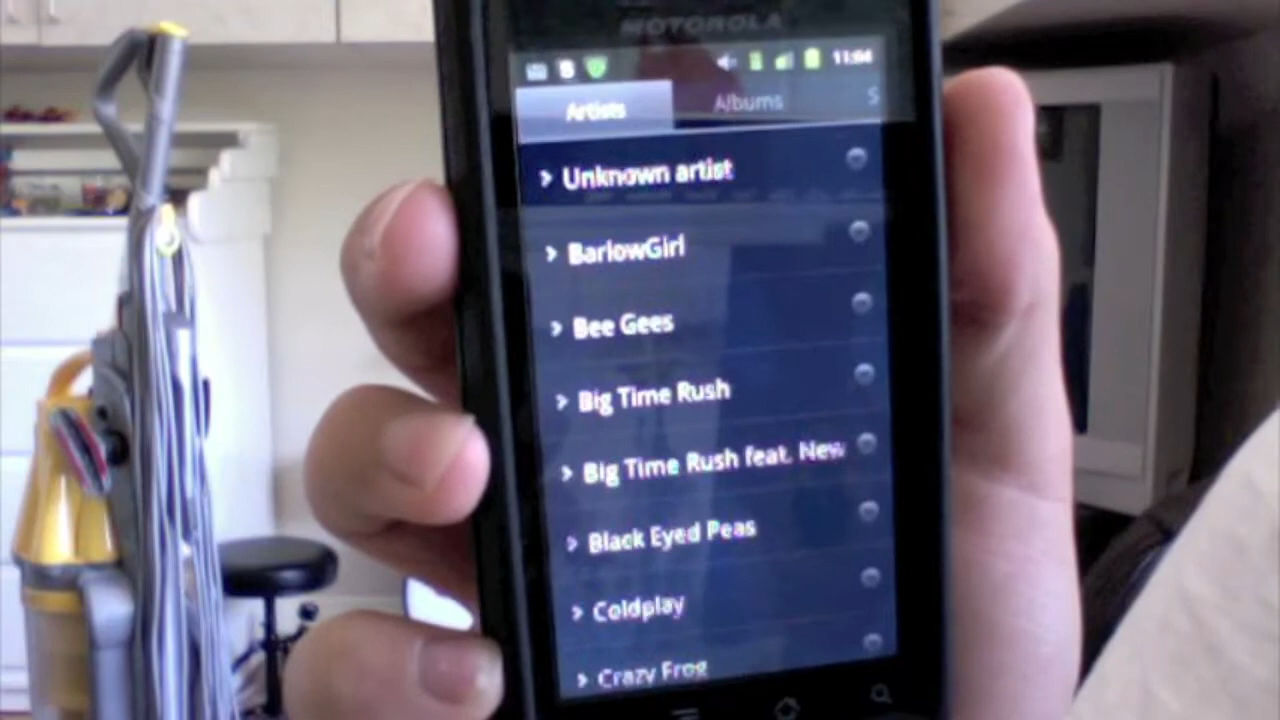 MOTOROLA
11:04
Artists Albums S
Unknown artist
BarlowGirl
Bee Gees
Big Time Rush
Big Time Rush feat. New
Black Eyed Peas
Coldplay
Crazy Frog